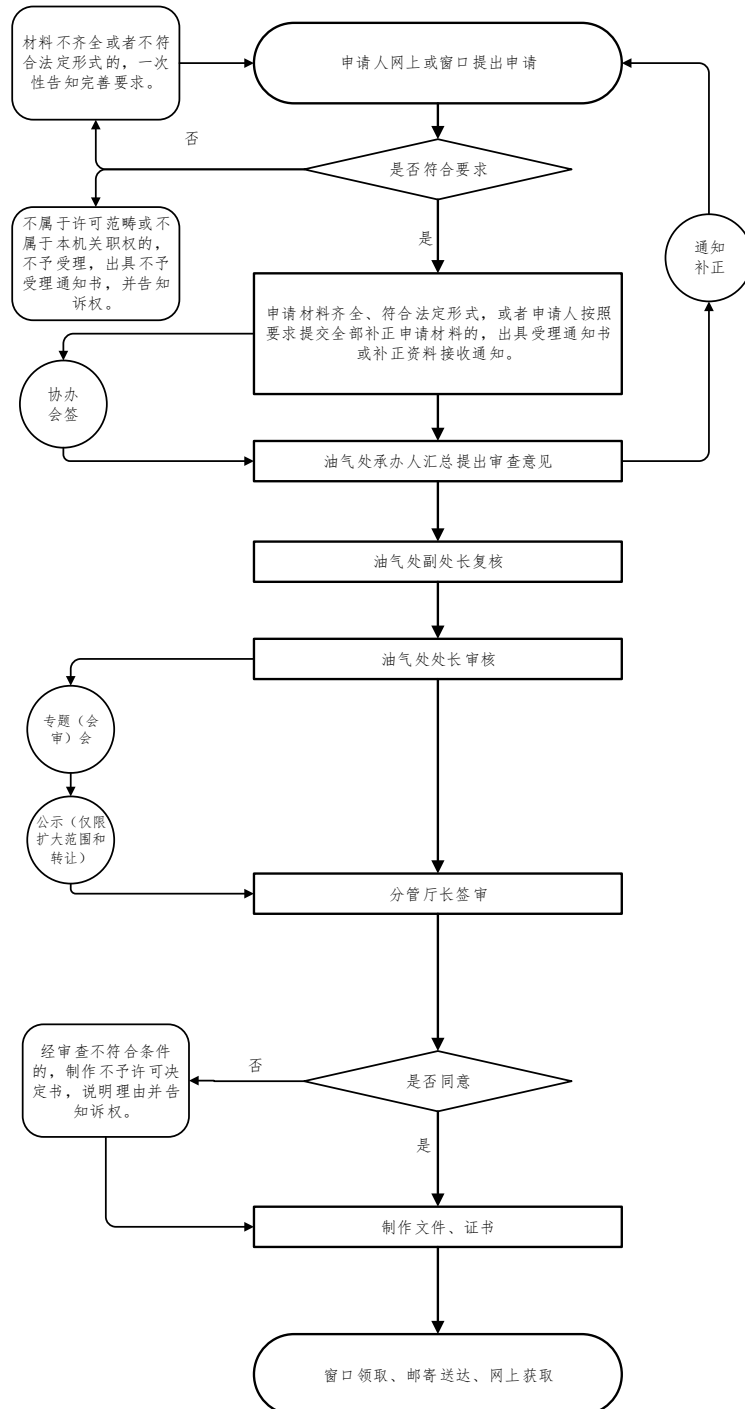 材料不齐全或者不符
合法定形式的，一次
性告知完善要求。
申请人网上或窗口提出申请
否
是否符合要求
不属于许可范畴或不
属于本机关职权的，
不予受理，出具不予
受理通知书，并告知
诉权。
是
通知
补正
申请材料齐全、符合法定形式，或者申请人按照
要求提交全部补正申请材料的，出具受理通知书
或补正资料接收通知。
协办
会签
油气处承办人汇总提出审查意见
油气处副处长复核
油气处处长审核
专题（会
审）会
公示（仅限
扩大范围和
转让）
分管厅长签审
经审查不符合条件
的，制作不予许可决
定书，说明理由并告
知诉权。
否
是否同意
是
制作文件、证书
窗口领取、邮寄送达、网上获取